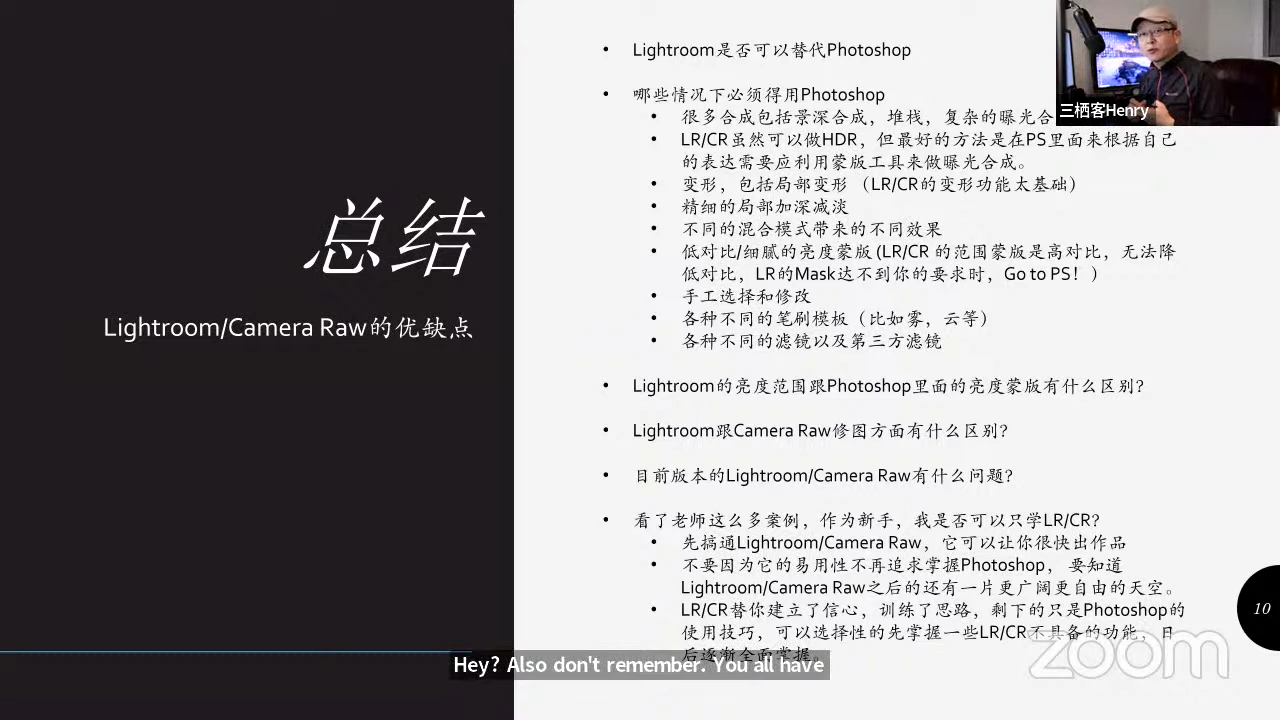 总结
Lightroom/Camera Raw的优缺点
• Lightroom是否可以替代Photoshop
• 哪些情况下必须得用Photoshop
• 很多合成包括景深合成，堆栈，复杂的曝光合
• LR/CR虽然可以做HDR，但最好的方法是在PS里面来根据自己
的表达需要应利用蒙版工具来做曝光合成。
• 变形，包括局部变形 （LR/CR的变形功能太基础）
• 精细的局部加深减淡
• 不同的混合模式带来的不同效果
• 低对比/细腻的亮度蒙版 (LR/CR 的范围蒙版是高对比，无法降
低对比，LR的Mask达不到你的要求时，Go to PS！)
• 手工选择和修改
• 各种不同的笔刷模板（比如雾，云等）
• 各种不同的滤镜以及第三方滤镜
• Lightroom的亮度范围跟Photoshop里面的亮度蒙版有什么区别？
• Lightroom跟Camera Raw修图方面有什么区别？
• 目前版本的Lightroom/Camera Raw有什么问题？
• 看了老师这么多案例，作为新手，我是否可以只学LR/CR？
• 先搞通Lightroom/Camera Raw，它可以让你很快出作品
• 不要因为它的易用性不再追求掌握Photoshop， 要知道
Lightroom/Camera Raw之后的还有一片更广阔更自由的天空。
• LR/CR替你建立了信心，训练了思路，剩下的只是Photoshop的
使用技巧，可以选择性的先掌握一些LR/CR不具备的功能，日
后逐渐全面掌握。
三栖客Henry
10
zoom
Hey? Also don't remember. You all have